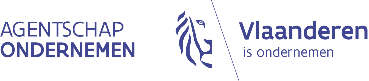 AGENTSCHAP
ONDERNEMEN
Vlaanderen
is ondernemen